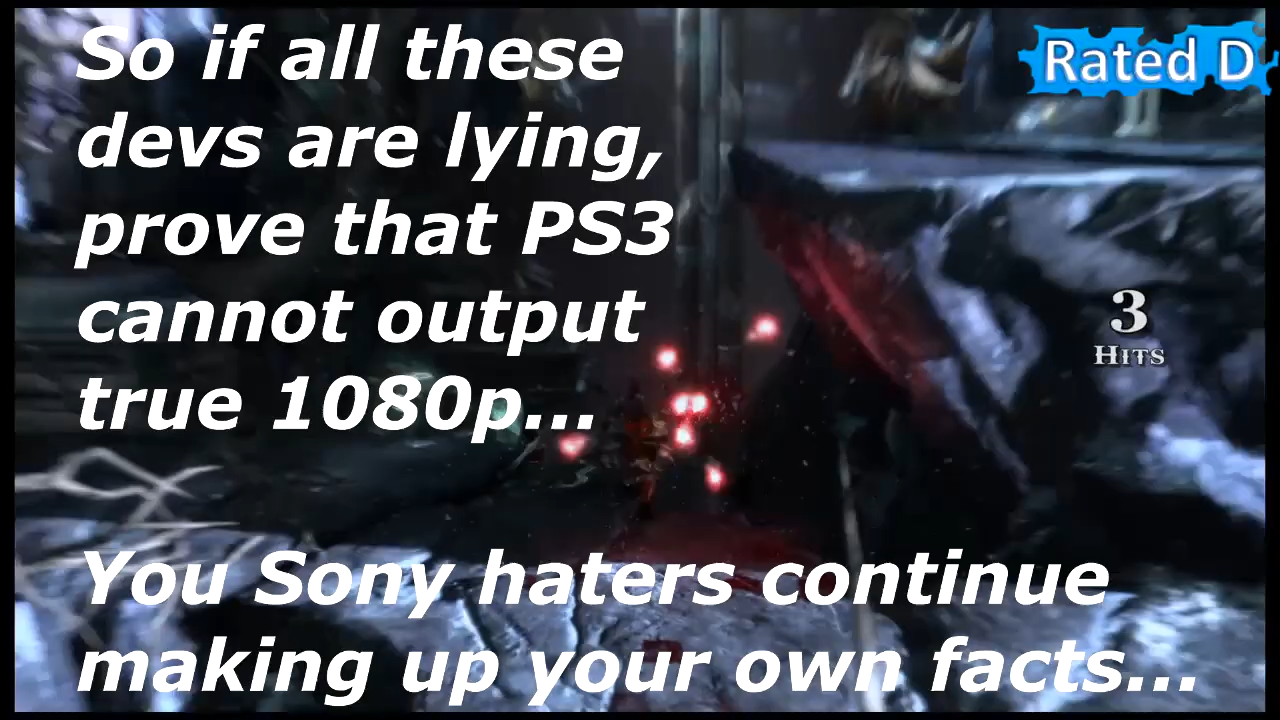 So if all these
devs are lying,
prove that PS3
cannot output
true 1080p...
You Sony haters continue
making up your own facts...
Rated D
3
HITS